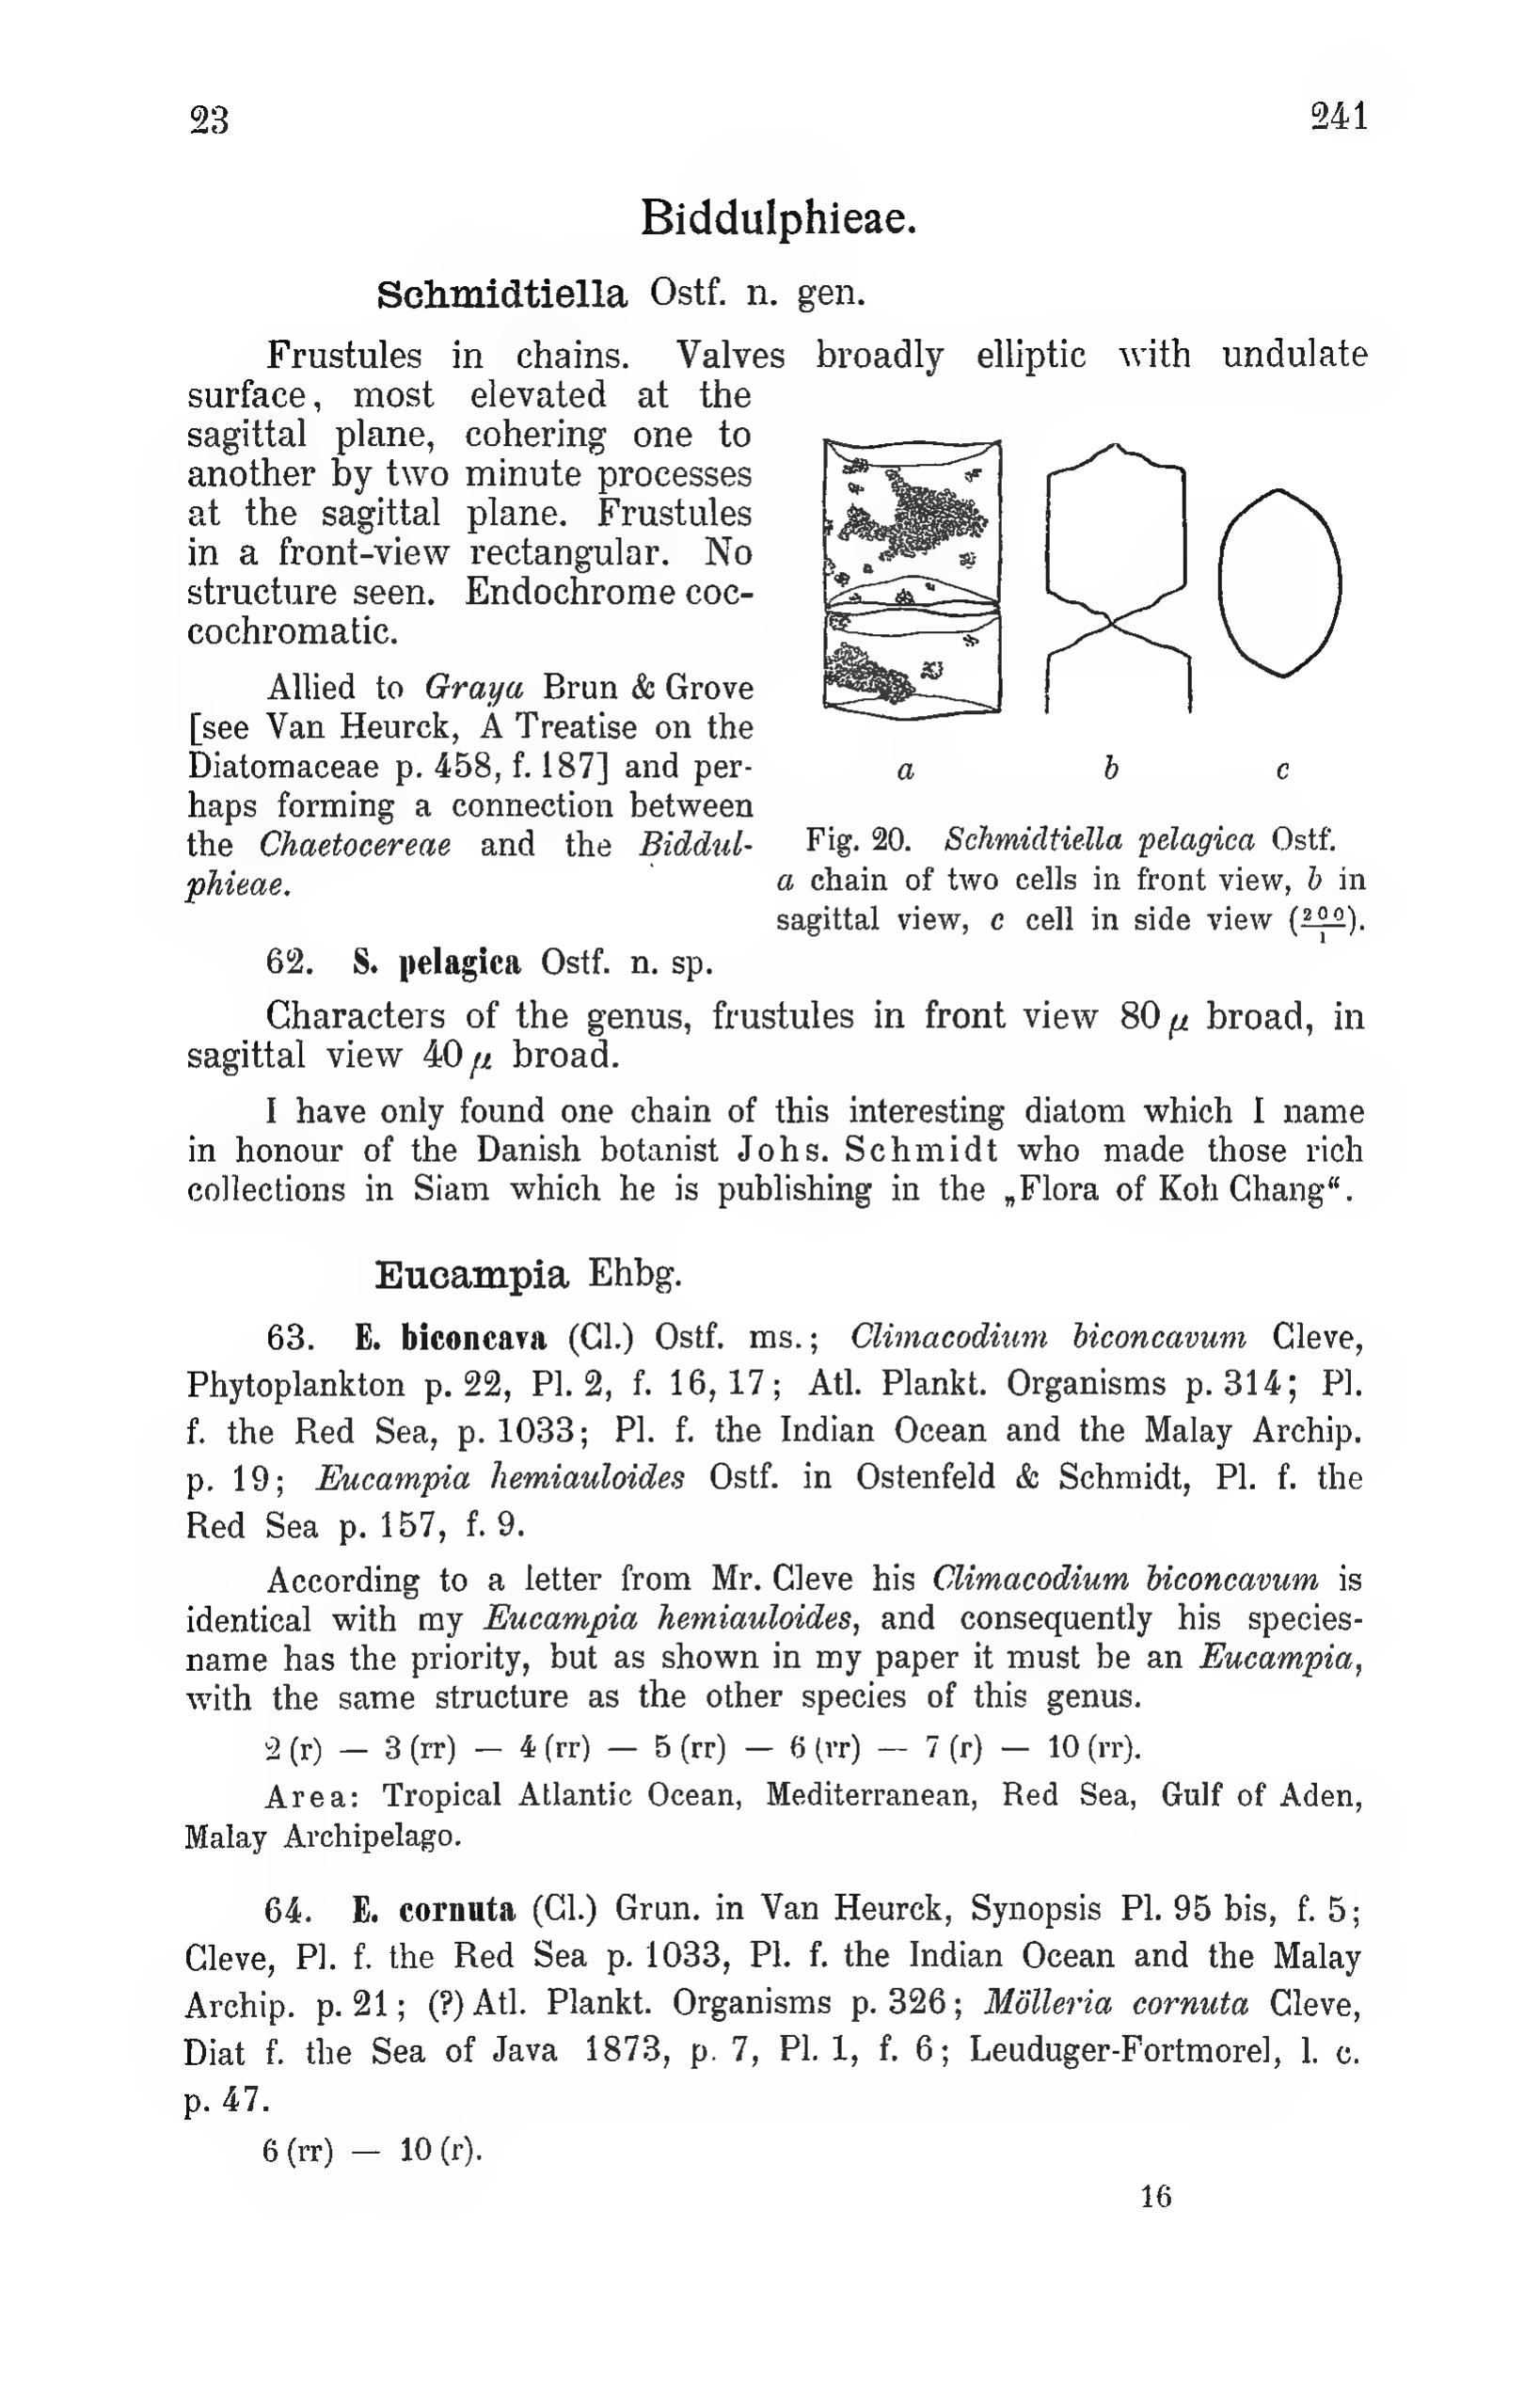 23 241
Biddulphieae.
Schmidtiella Ostf. n. gen.
Frustules in chains. Valves broadly elliptic with undulate
surface, most elevated at the
sagittal plane, cohering one to
another by two minute processes
at the sagittal plane. Frustules
in a front-view rectangular. No
structure seen. Endochrome coc-
cochromatic.
Allied to Graya Brun & Grove
[see Van Heurck, A Treatise on the
Diatomaceae p. 458, f. 187] and per-
haps forming a connection between
the Chaetocereae and the Biddul-
phieae.
a b c
Fig. 20. Schmidtiella pelagica Ostf.
a chain of two cells in front view, b in
sagittal view, c cell in side view (200/1).
62. S. pelagica Ostf. n. sp.
Characters of the genus, frustules in front view 80 μ broad, in
sagittal view 40 μ broad.
I have only found one chain of this interesting diatom which I name
in honour of the Danish botanist Johs. Schmidt who made those rich
collections in Siam which he is publishing in the „Flora of Koh Chang“.
Eucampia Ehbg.
63. E. biconcava (Cl.) Ostf. ms.; Climacodium biconcavum Cleve,
Phytoplankton p. 22, Pl. 2, f. 16, 17; Atl. Plankt. Organisms p. 314; Pl.
f. the Red Sea, p. 1033; Pl. f. the Indian Ocean and the Malay Archip.
p. 19; Eucampia hemiauloides Ostf. in Ostenfeld & Schmidt, Pl. f. the
Red Sea p. 157, f. 9.
According to a letter from Mr. Cleve his Climacodium biconcavum is
identical with my Eucampia hemiauloides, and consequently his species-
name has the priority, but as shown in my paper it must be an Eucampia,
with the same structure as the other species of this genus.
2 (r) — 3 (rr) — 4 (rr) — 5 (rr) — 6 (rr) — 7 (r) — 10 (rr).
Area: Tropical Atlantic Ocean, Mediterranean, Red Sea, Gulf of Aden,
Malay Archipelago.
64. E. cornuta (Cl.) Grun. in Van Heurck, Synopsis Pl. 95 bis, f. 5;
Cleve, Pl. f. the Red Sea p. 1033, Pl. f. the Indian Ocean and the Malay
Archip. p. 21; (?) Atl. Plankt. Organisms p. 326; Mölleria cornuta Cleve,
Diat f. the Sea of Java 1873, p. 7, Pl. 1, f. 6; Leuduger-Fortmorel, l. c.
p. 47.
6 (rr) — 10 (r).
16